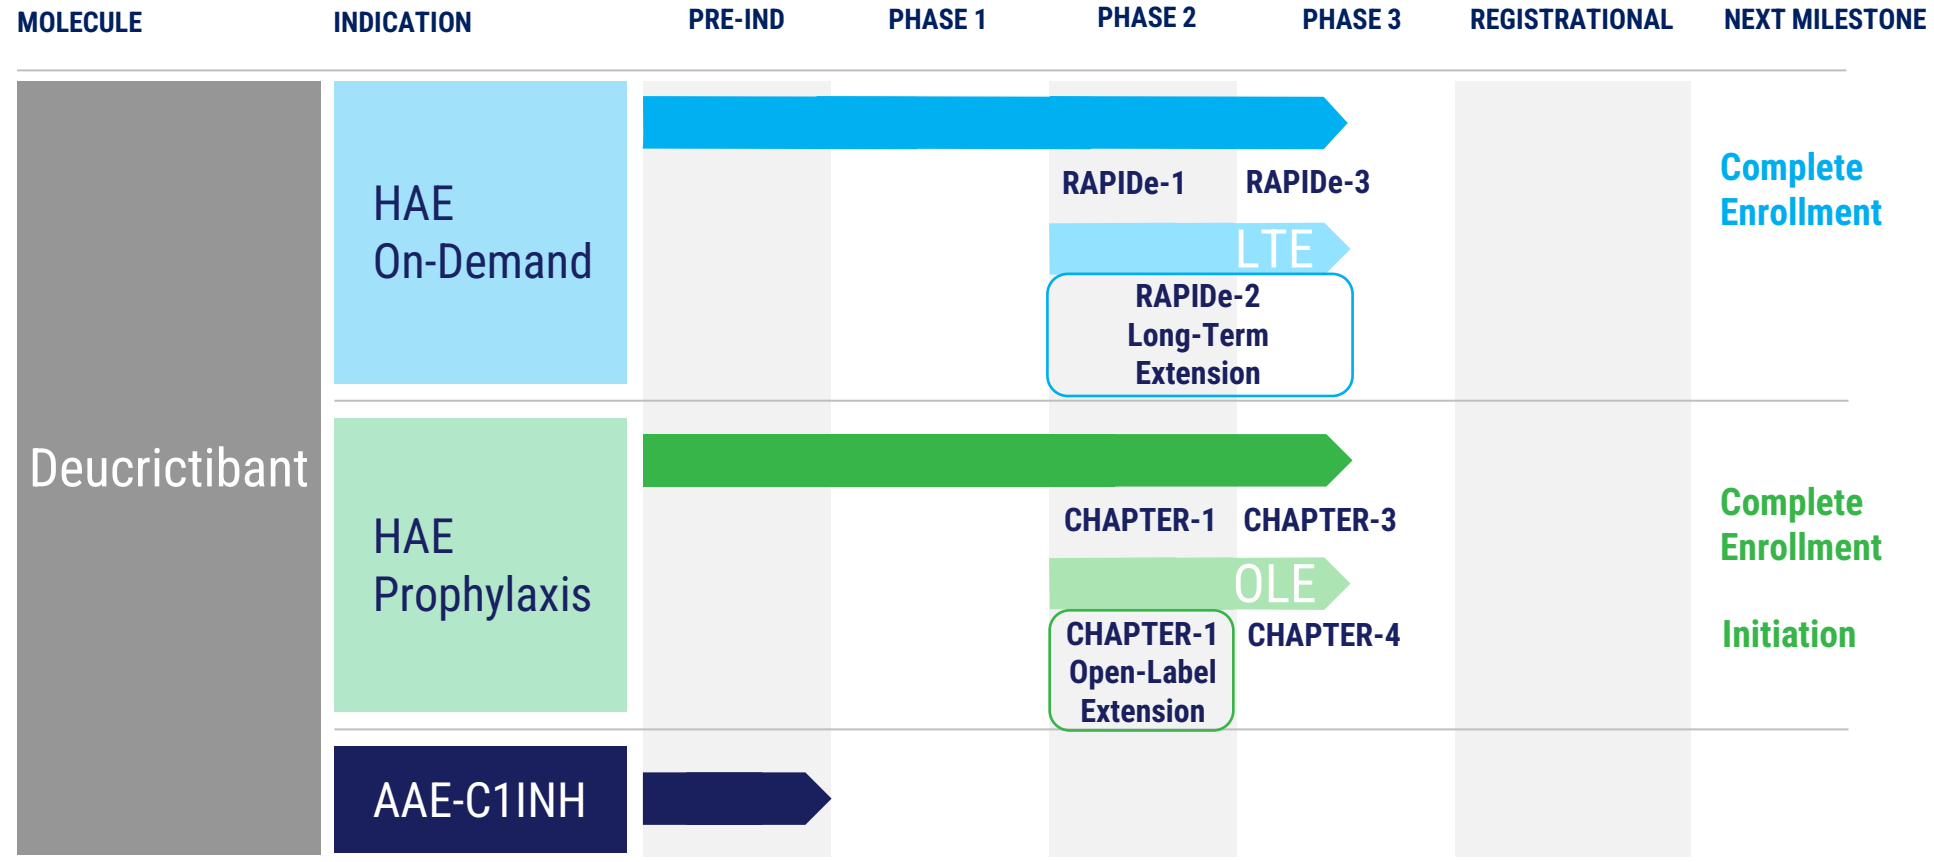 MOLECULE
INDICATION
PRE-IND
PHASE 1
PHASE 2
PHASE 3
REGISTRATIONAL
NEXT MILESTONE
Deucrictibant
HAE
On-Demand
RAPIDe-1
RAPIDe-3
LTE
RAPIDe-2
Long-Term
Extension
Complete
Enrollment
HAE
Prophylaxis
CHAPTER-1
CHAPTER-3
OLE
CHAPTER-1
Open-Label
Extension
CHAPTER-4
Complete
Enrollment
Initiation
AAE-C1INH